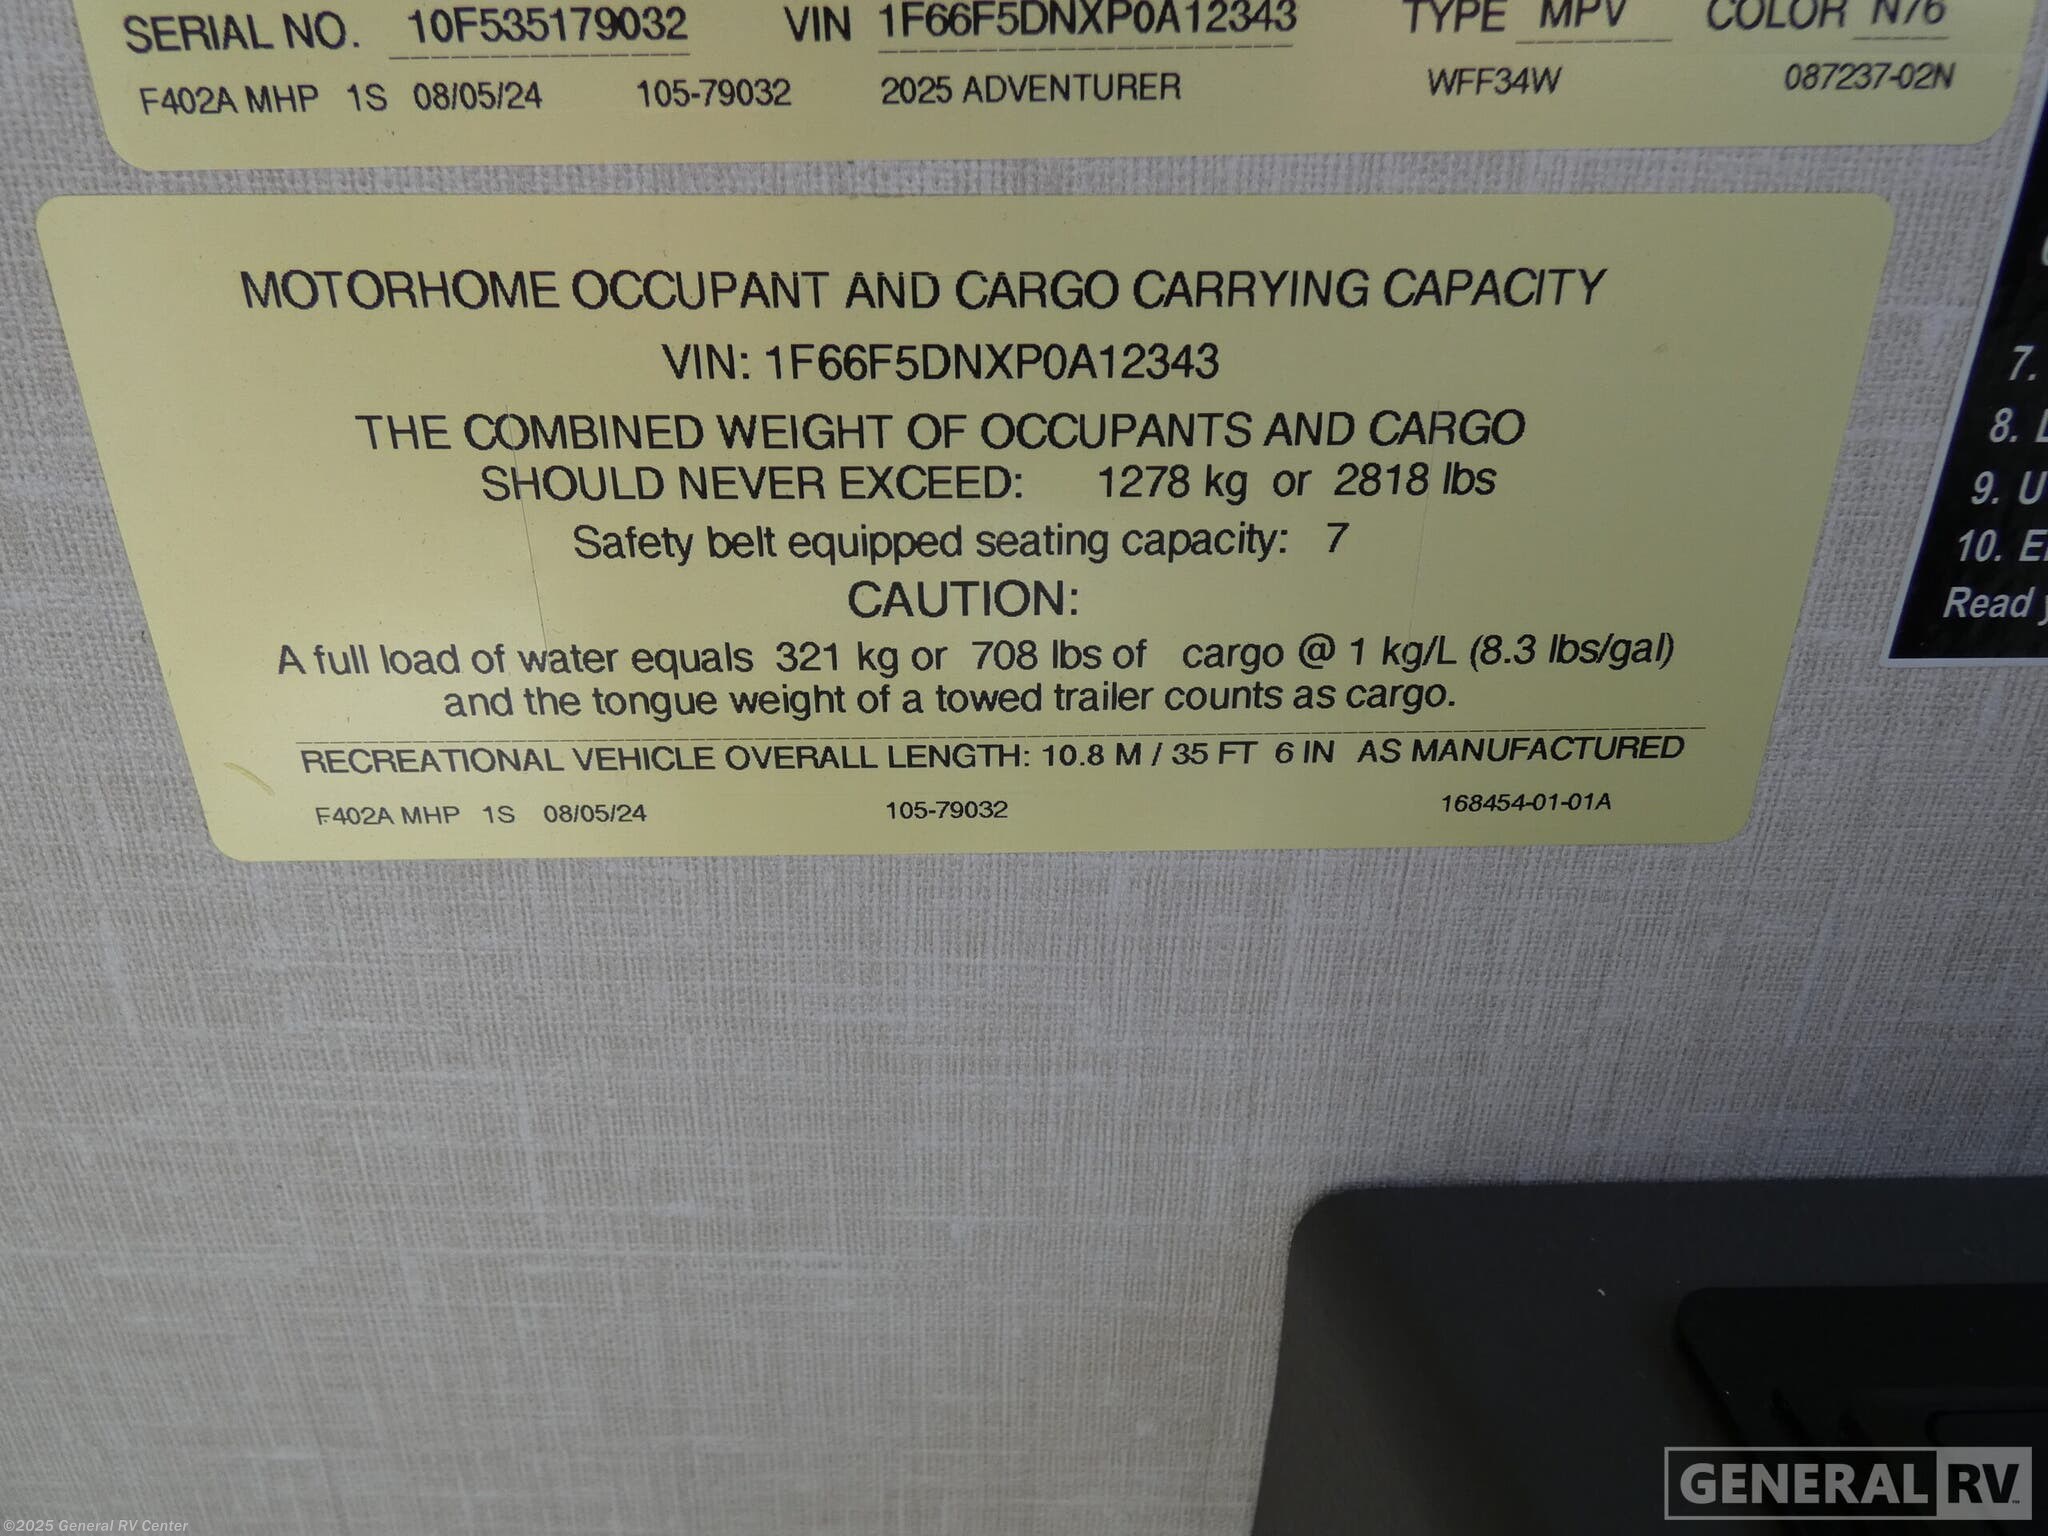 SERIAL NO. 10F535179032 VIN 1F66F5DNXP0A12343 TYPE MPV COLOR N76
F402A MHP 1S 08/05/24 105-79032 2025 ADVENTURER WFF34W 087237-02N
MOTORHOME OCCUPANT AND CARGO CARRYING CAPACITY
VIN: 1F66F5DNXP0A12343
THE COMBINED WEIGHT OF OCCUPANTS AND CARGO
SHOULD NEVER EXCEED: 1278 kg or 2818 lbs
Safety belt equipped seating capacity: 7
CAUTION:
A full load of water equals 321 kg or 708 lbs of cargo @ 1 kg/L (8.3 lbs/gal)
and the tongue weight of a towed trailer counts as cargo.
RECREATIONAL VEHICLE OVERALL LENGTH: 10.8 M / 35 FT 6 IN AS MANUFACTURED
F402A MHP 1S 08/05/24 105-79032 168454-01-01A
7.
8.
9.
10.
Read
GENERAL RV
©2025 General RV Center